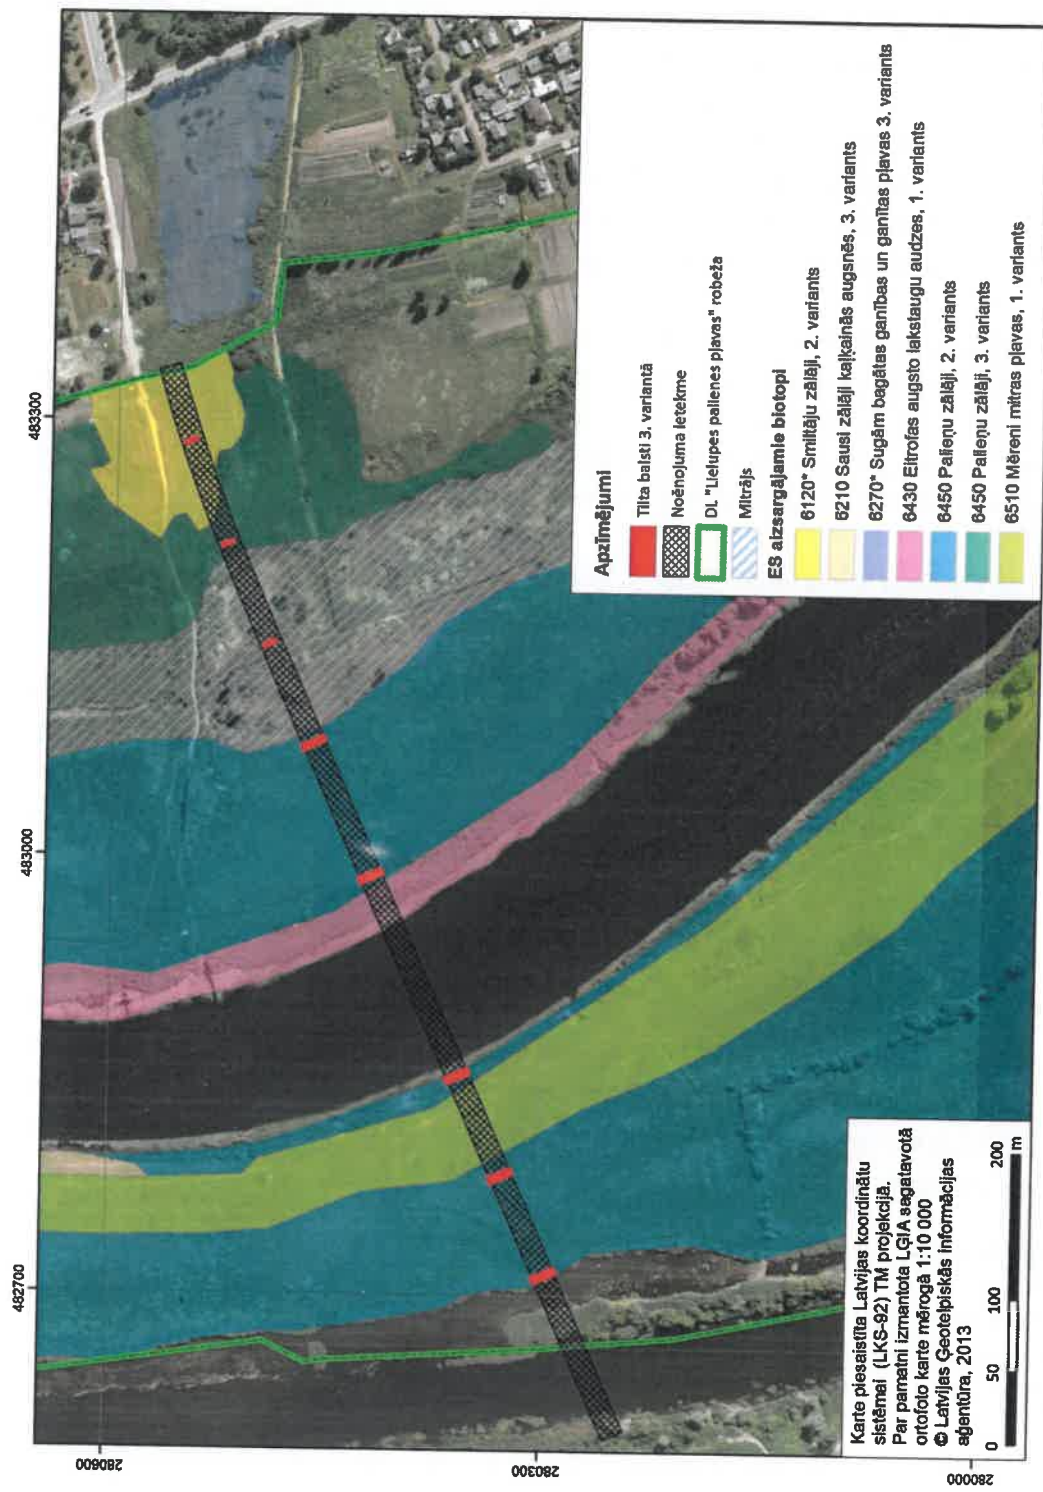 482700
483000
483300
280600
280300
280000
Apzīmējumi
Tilta balsti 3. variantā
Noēnojuma ietekme
DL "Lielupes palienes pļavas" robeža
Mitrājs
ES aizsargājamie biotopi
6120* Smiltāju zālāji, 2. variants
6210 Sausi zālāji kaļķainās augsnēs, 3. variants
6270* Sugām bagātas ganības un ganītas pļavas 3. variants
6430 Eitrofas augsto lakstaugu audzes, 1. variants
6450 Palieņu zālāji, 2. variants
6450 Palieņu zālāji, 3. variants
6510 Mēreni mitras pļavas, 1. variants
Karte piesaistīta Latvijas koordinātu
sistēmai (LKS-92) TM projekcijā.
Par pamatni izmantota LĢIA sagatavotā
ortofoto karte mērogā 1:10 000
© Latvijas Ģeotelpiskās informācijas
aģentūra, 2013
0 50 100 200
m